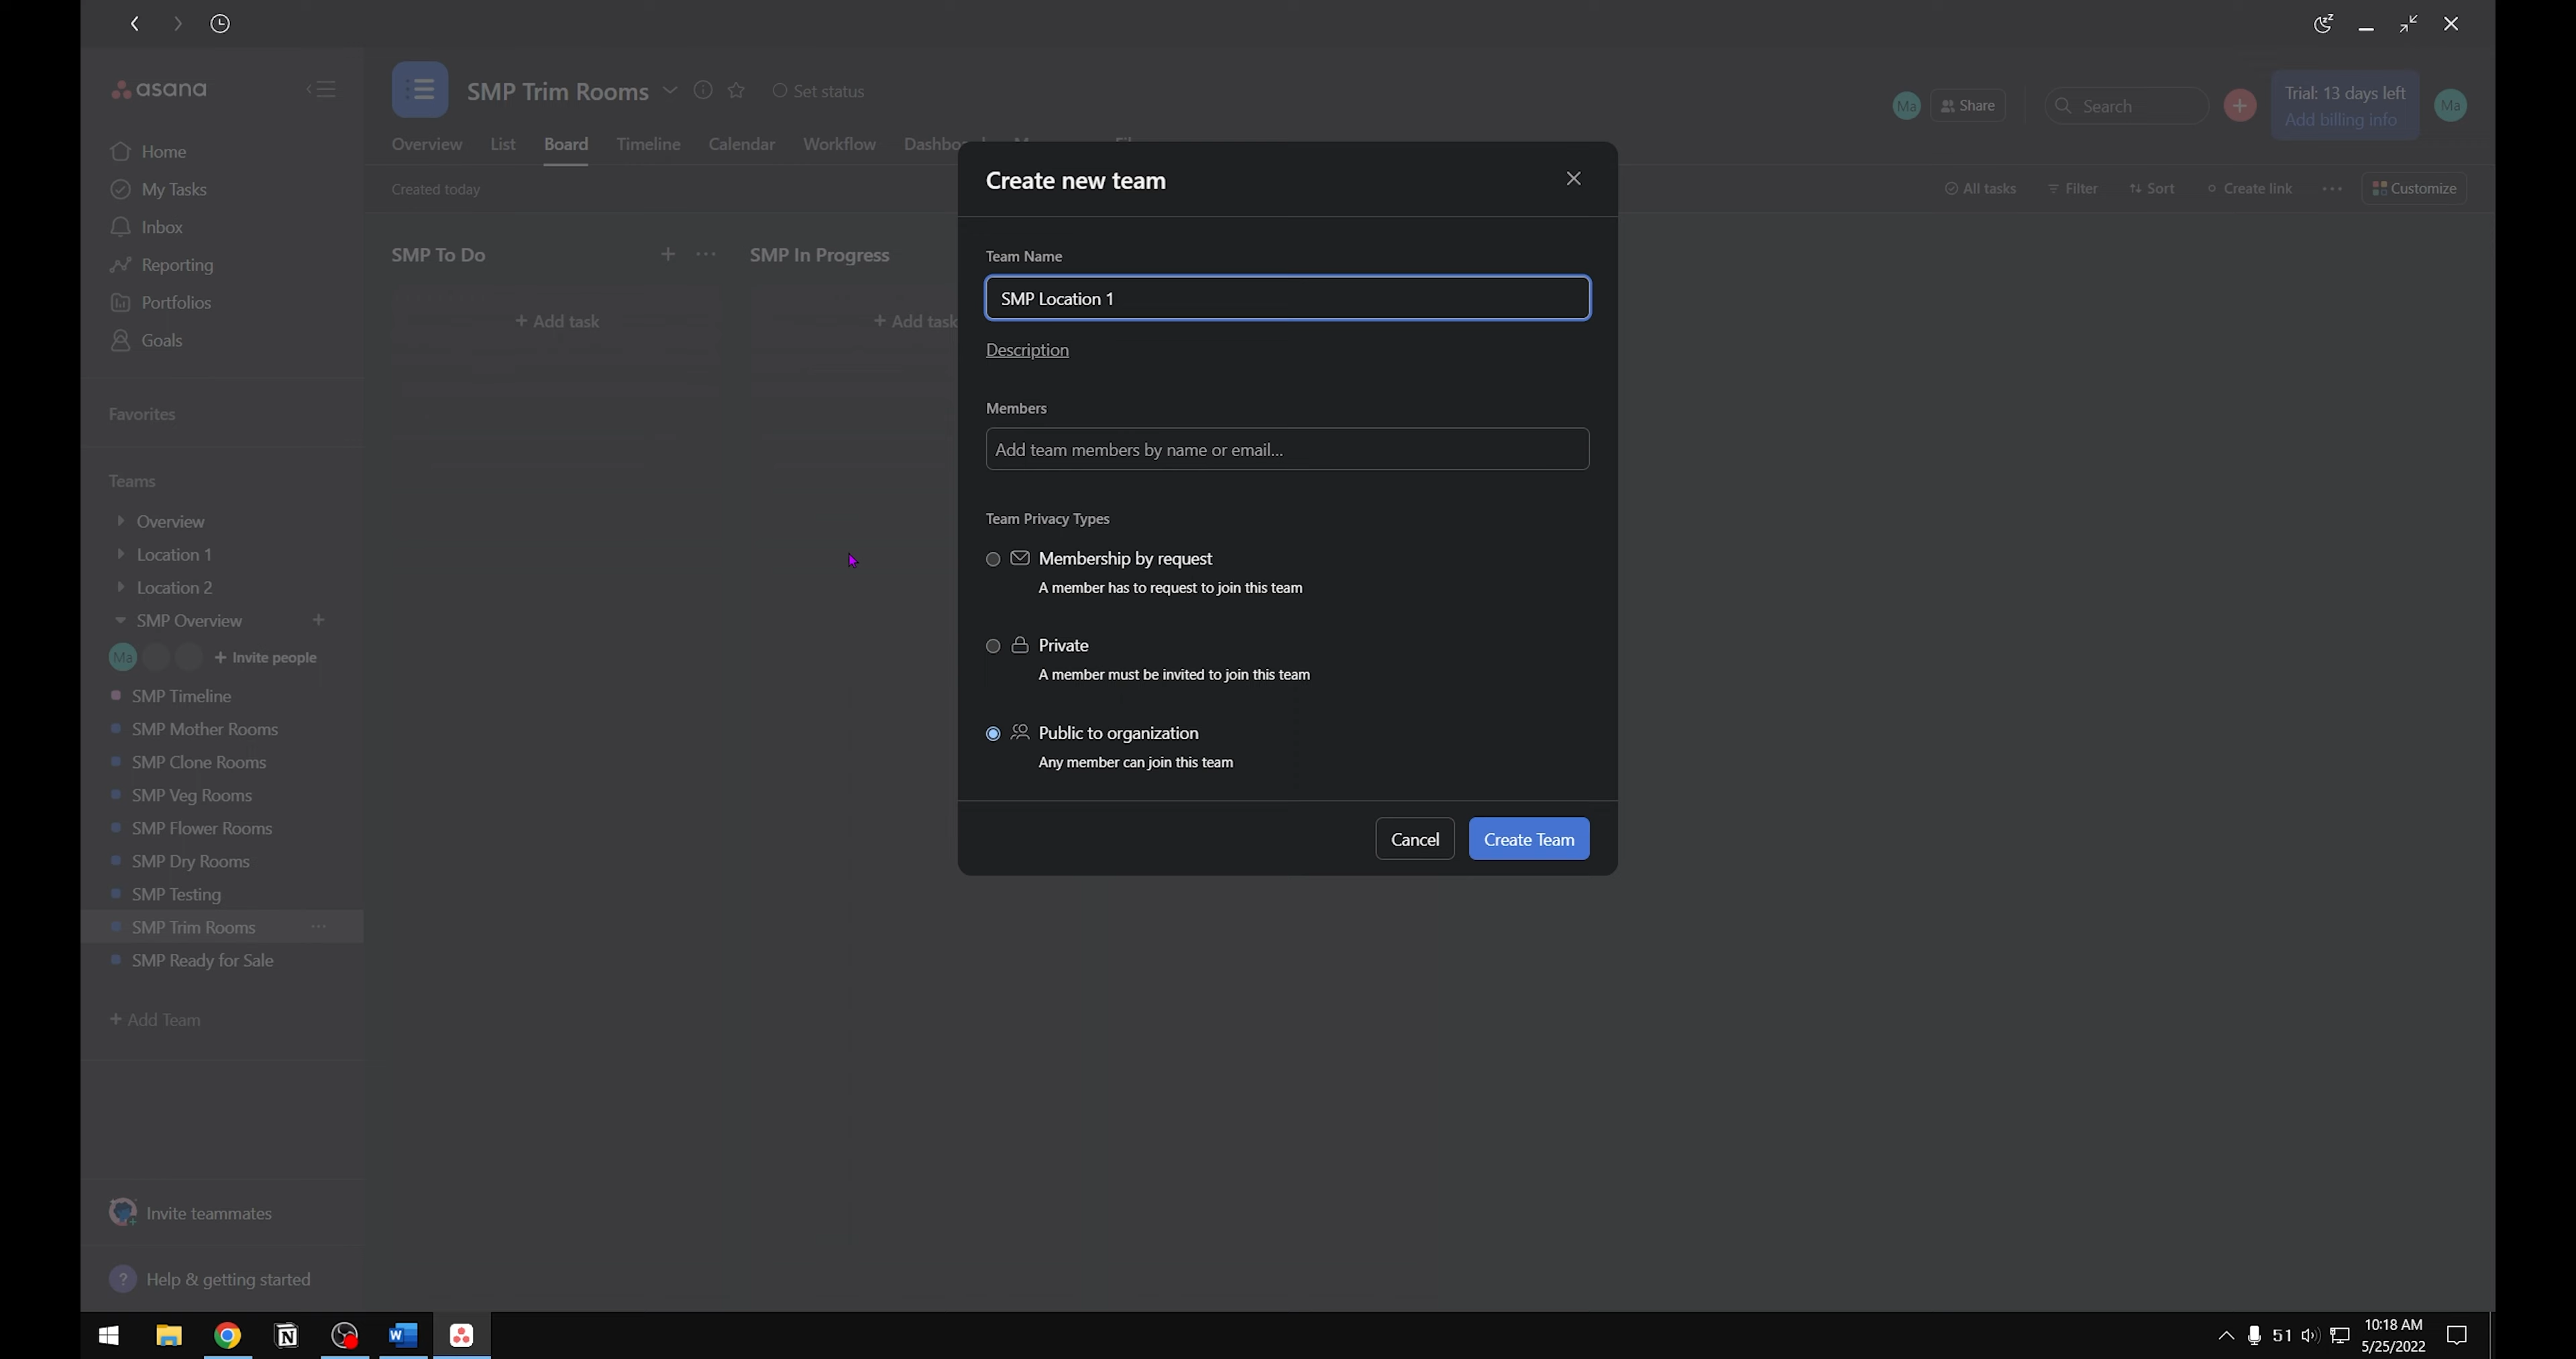 asana
SMP Trim Rooms
Set status
Ma
Share
Search
Trial: 13 days left
Add billing info
Ma
Overview
List
Board
Timeline
Calendar
Workflow
Created today
All tasks
Filter
Sort
Create link
Customize
Home
My Tasks
Inbox
Reporting
Portfolios
Goals
Favorites
Teams
Overview
Location 1
Location 2
SMP Overview
Ma
+ Invite people
SMP Timeline
SMP Mother Rooms
SMP Clone Rooms
SMP Veg Rooms
SMP Flower Rooms
SMP Dry Rooms
SMP Testing
SMP Trim Rooms
SMP Ready for Sale
+ Add Team
Invite teammates
? Help & getting started
SMP To Do
+ Add task
SMP In Progress
+ Add task
Create new team
Team Name
SMP Location 1
Description
Members
Add team members by name or email...
Team Privacy Types
Membership by request
A member has to request to join this team
Private
A member must be invited to join this team
Public to organization
Any member can join this team
Cancel
Create Team
51
10:18 AM
5/25/2022